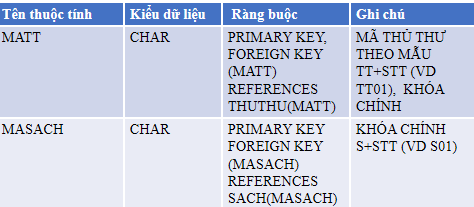 Tên thuộc tính Kiểu dữ liệu Ràng buộc Ghi chú
MATT CHAR PRIMARY KEY, MÃ THỦ THƯ
FOREIGN KEY THEO MẪU
(MATT) TT+STT (VD
REFERENCES TT01), KHÓA
THUTHU(MATT) CHÍNH
MASACH CHAR PRIMARY KEY KHÓA CHÍNH
FOREIGN KEY S+STT (VD S01)
(MASACH)
REFERENCES
SACH(MASACH)